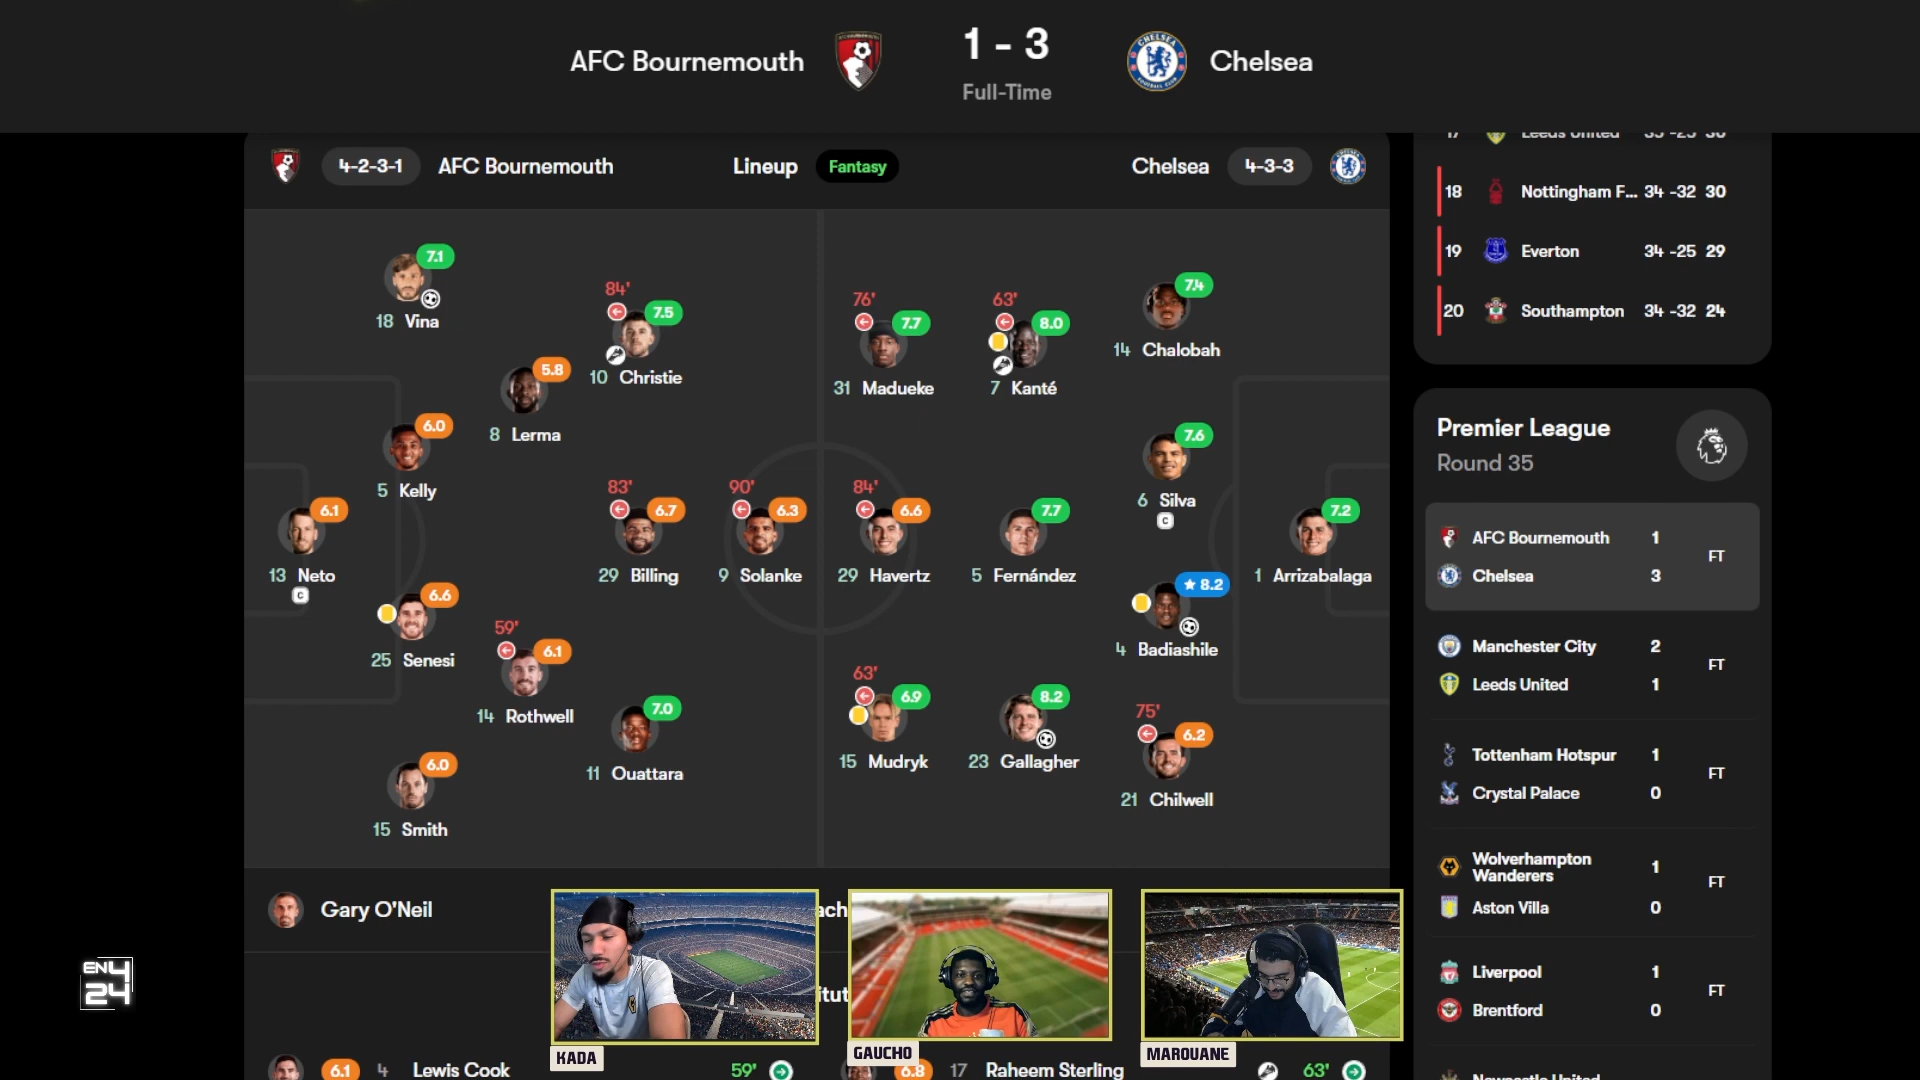 AFC Bournemouth 1 - 3 Chelsea
Full-Time
4-2-3-1 AFC Bournemouth Lineup Fantasy Chelsea 4-3-3
7.1
18 Vina
84' 7.5
10 Christie
5.8
8 Lerma
6.0
5 Kelly
6.1
13 Neto
C
83' 6.7
29 Billing
90' 6.3
9 Solanke
6.6
25 Senesi
59' 6.1
14 Rothwell
7.0
11 Ouattara
6.0
15 Smith
76' 7.7
31 Madueke
63' 8.0
7 Kanté
7.4
14 Chalobah
7.6
6 Silva
C
84' 6.6
29 Havertz
7.7
5 Fernández
7.2
1 Arrizabalaga
8.2
4 Badiashile
63' 6.9
15 Mudryk
8.2
23 Gallagher
75' 6.2
21 Chilwell
Gary O'Neil
6.1 4 Lewis Cook 59'
6.8 17 Raheem Sterling 63'
KADA
GAUCHO
MAROUANE
EN
4
24
17 Leeds United
18 Nottingham F... 34 -32 30
19 Everton 34 -25 29
20 Southampton 34 -32 24
Premier League
Round 35
AFC Bournemouth 1
FT
Chelsea 3
Manchester City 2
FT
Leeds United 1
Tottenham Hotspur 1
FT
Crystal Palace 0
Wolverhampton
Wanderers 1
FT
Aston Villa 0
Liverpool 1
FT
Brentford 0
Newcastle United